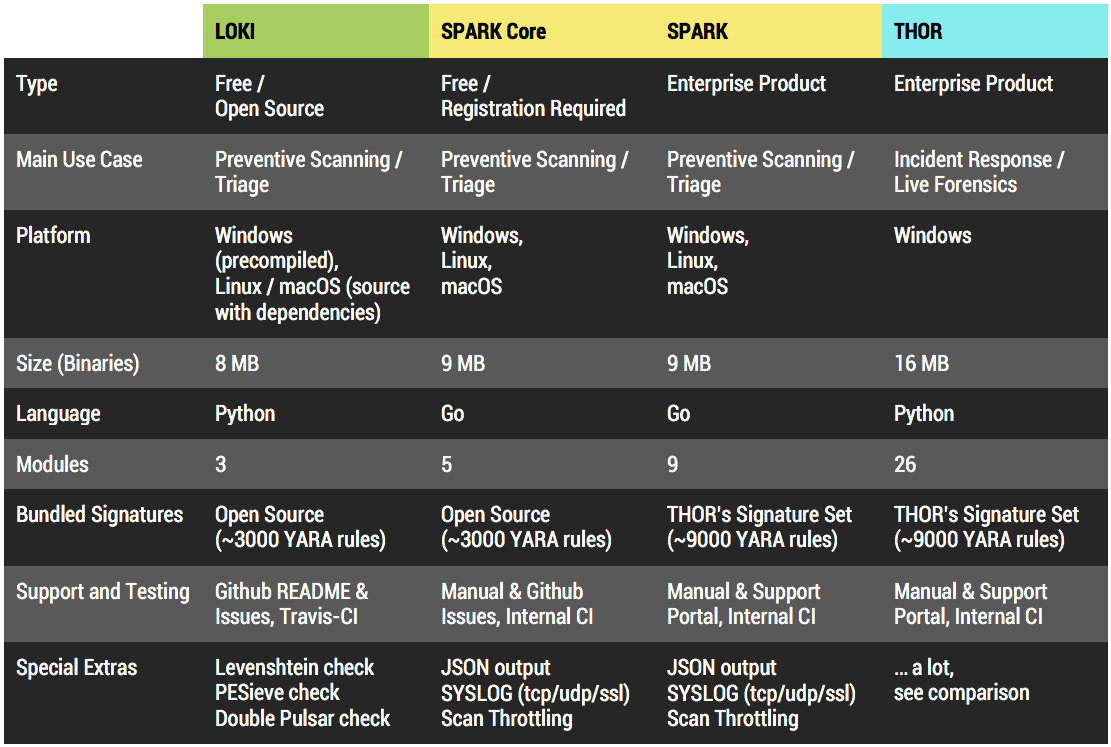 LOKI
SPARK Core
SPARK
THOR
Type
Free /
Open Source
Free /
Registration Required
Enterprise Product
Enterprise Product
Main Use Case
Preventive Scanning /
Triage
Preventive Scanning /
Triage
Preventive Scanning /
Triage
Incident Response /
Live Forensics
Platform
Windows
(precompiled),
Linux / macOS (source
with dependencies)
Windows,
Linux,
macOS
Windows,
Linux,
macOS
Windows
Size (Binaries)
8 MB
9 MB
9 MB
16 MB
Language
Python
Go
Go
Python
Modules
3
5
9
26
Bundled Signatures
Open Source
(~3000 YARA rules)
Open Source
(~3000 YARA rules)
THOR's Signature Set
(~9000 YARA rules)
THOR's Signature Set
(~9000 YARA rules)
Support and Testing
Github README &
Issues, Travis-CI
Manual & Github
Issues, Internal CI
Manual & Support
Portal, Internal CI
Manual & Support
Portal, Internal CI
Special Extras
Levenshtein check
PESieve check
Double Pulsar check
JSON output
SYSLOG (tcp/udp/ssl)
Scan Throttling
JSON output
SYSLOG (tcp/udp/ssl)
Scan Throttling
... a lot,
see comparison